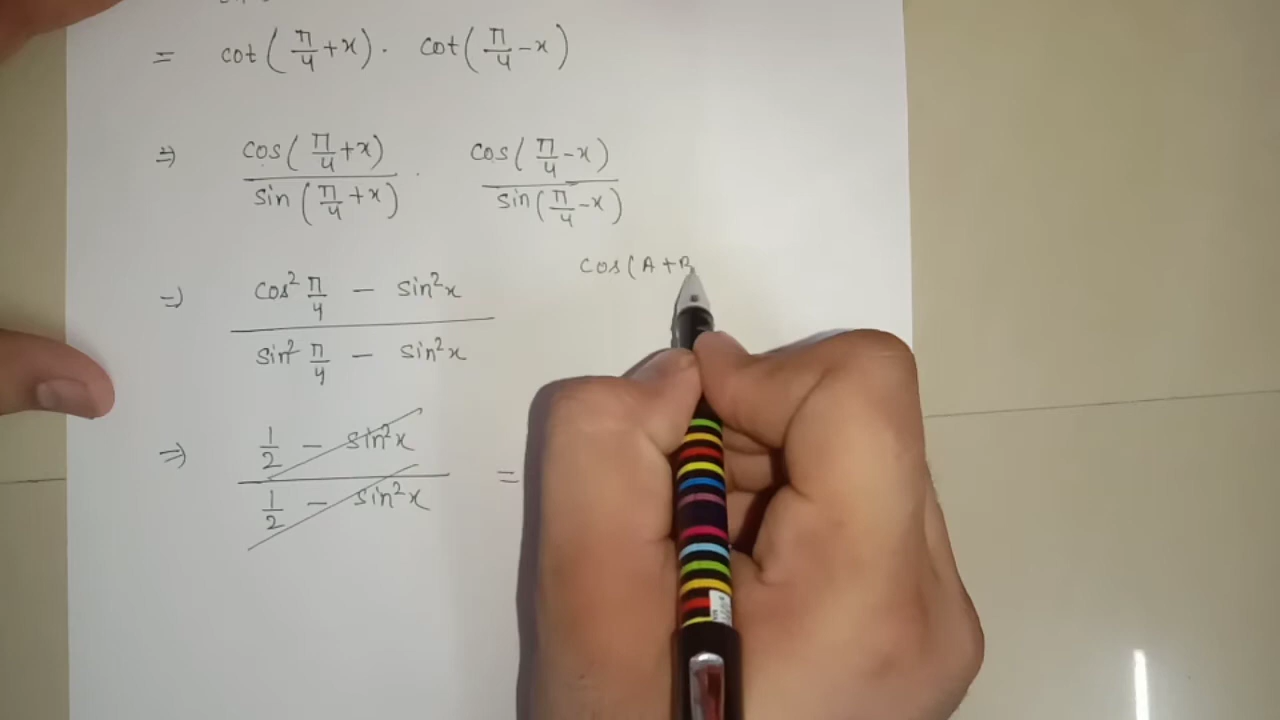 = cot(π/4 + x) · cot(π/4 − x)
⇒ cos(π/4 + x) / sin(π/4 + x) · cos(π/4 − x) / sin(π/4 − x)
cos(A + B
⇒ cos² π/4 − sin²x / sin² π/4 − sin²x
⇒ 1/2 − sin²x / 1/2 − sin²x =